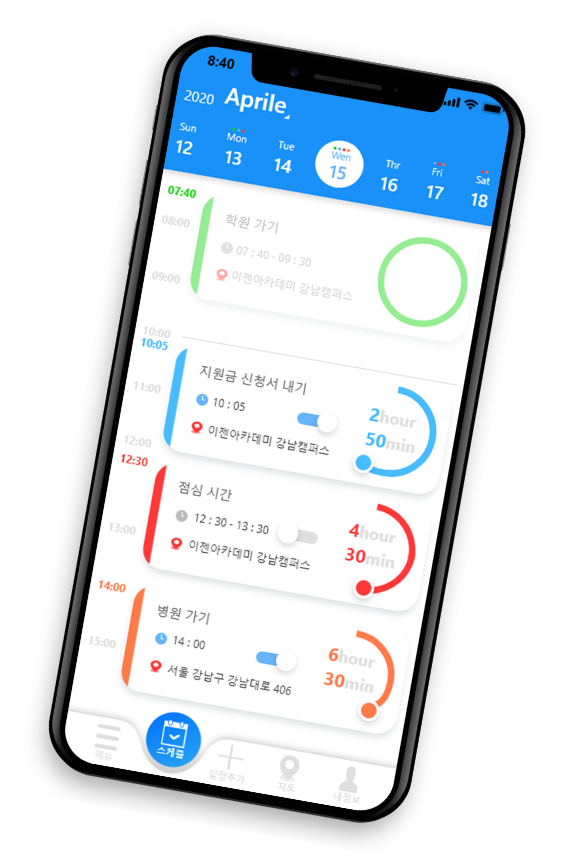 8:40
2020 Aprile
Sun Mon Tue Wen Thr Fri Sat
12 13 14 15 16 17 18
07:40
학원 가기
08:00
07 : 40 - 09 : 30
이젠아카데미 강남캠퍼스
09:00
10:00
10:05
지원금 신청서 내기
2hour
10 : 05
50min
11:00
이젠아카데미 강남캠퍼스
12:00
12:30
점심 시간
4hour
12 : 30 - 13 : 30
30min
13:00
이젠아카데미 강남캠퍼스
14:00
병원 가기
6hour
14 : 00
30min
15:00
서울 강남구 강남대로 406
메뉴 스케줄 일정추가 지도 내정보